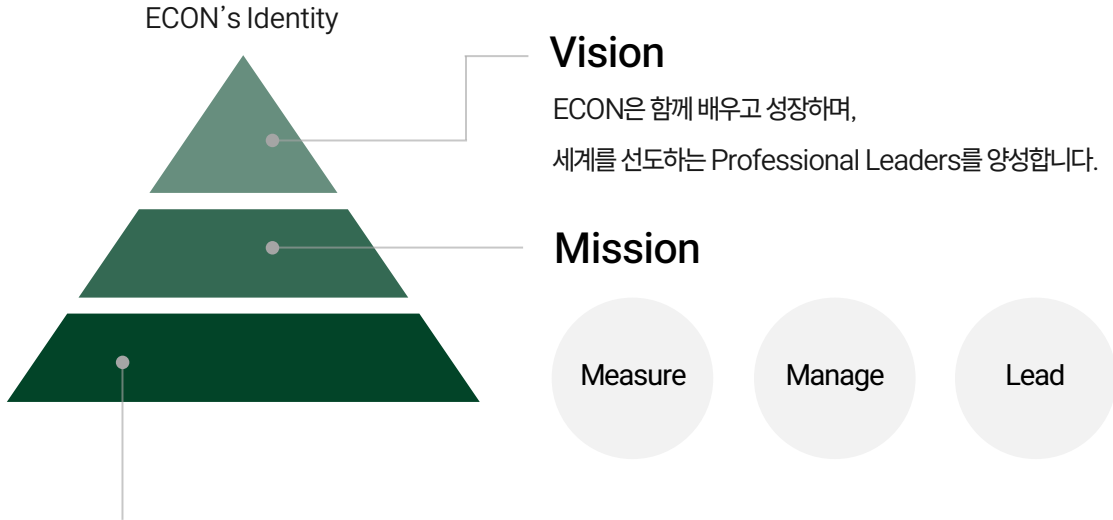 ECON's Identity
Vision
ECON은 함께 배우고 성장하며,
세계를 선도하는 Professional Leaders를 양성합니다.
Mission
Measure
Manage
Lead